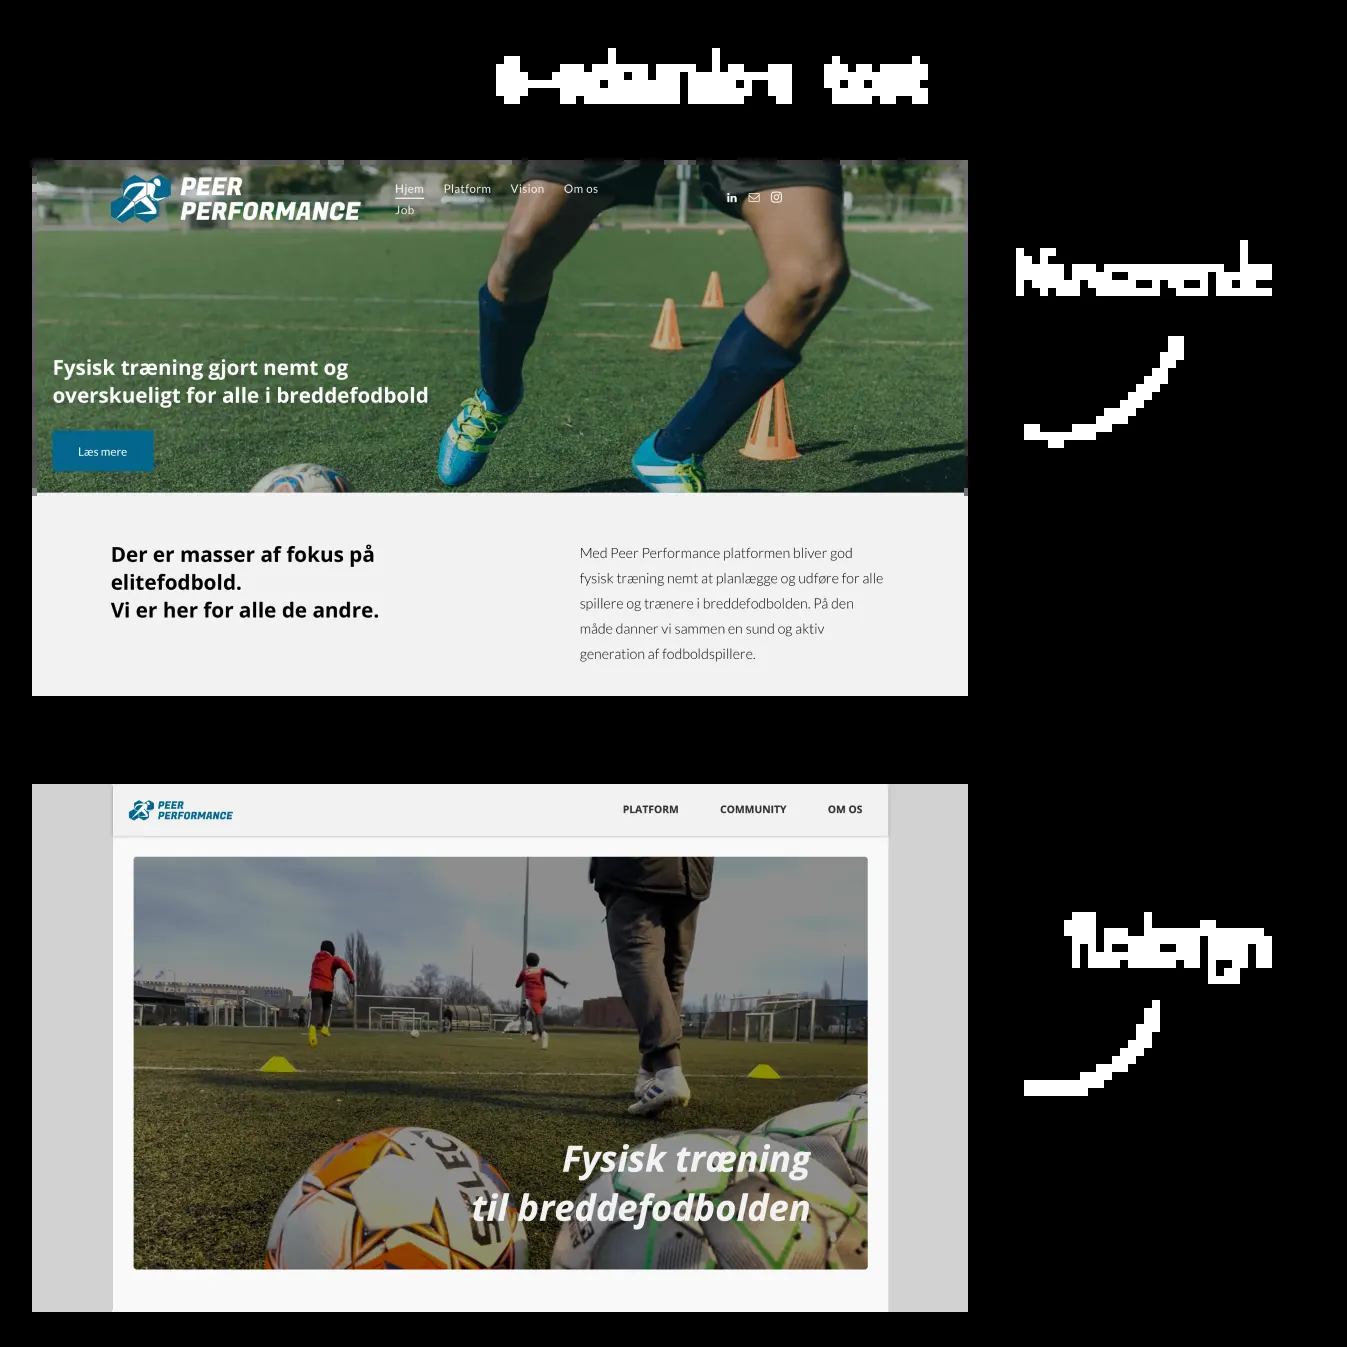 PEER
PERFORMANCE
Hjem Platform Vision Om os
Job
in
Fysisk træning gjort nemt og
overskueligt for alle i breddefodbold
Læs mere
Der er masser af fokus på
elitefodbold.
Vi er her for alle de andre.
Med Peer Performance platformen bliver god
fysisk træning nemt at planlægge og udføre for alle
spillere og trænere i breddefodbolden. På den
måde danner vi sammen en sund og aktiv
generation af fodboldspillere.
Nuværende
PEER
PERFORMANCE
PLATFORM COMMUNITY OM OS
Fysisk træning
til breddefodbolden
Redesign